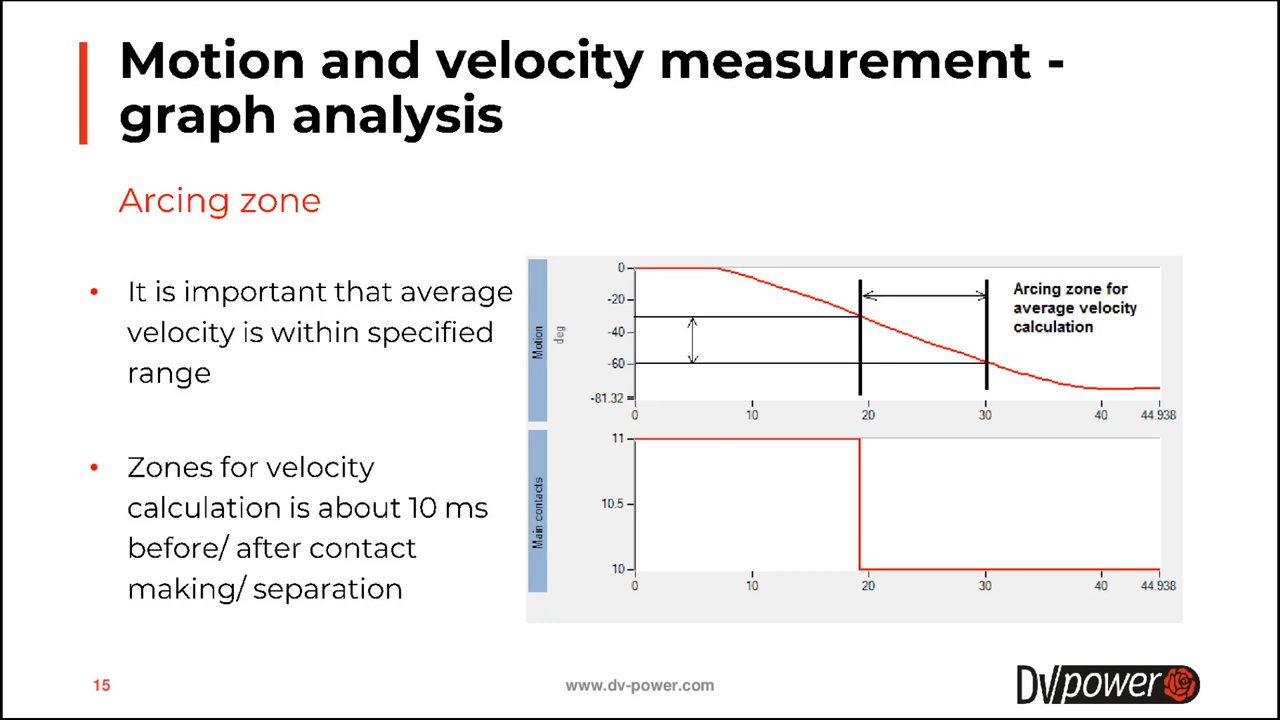 Motion and velocity measurement -
graph analysis
Arcing zone
• It is important that average
velocity is within specified
range
• Zones for velocity
calculation is about 10 ms
before/ after contact
making/ separation
Motion
deg
0
-20
-40
-60
-81.32
0 10 20 30 40 44.938
Arcing zone for
average velocity
calculation
Main contacts
11
10.5
10
0 10 20 30 40 44.938
15
www.dv-power.com
DV power